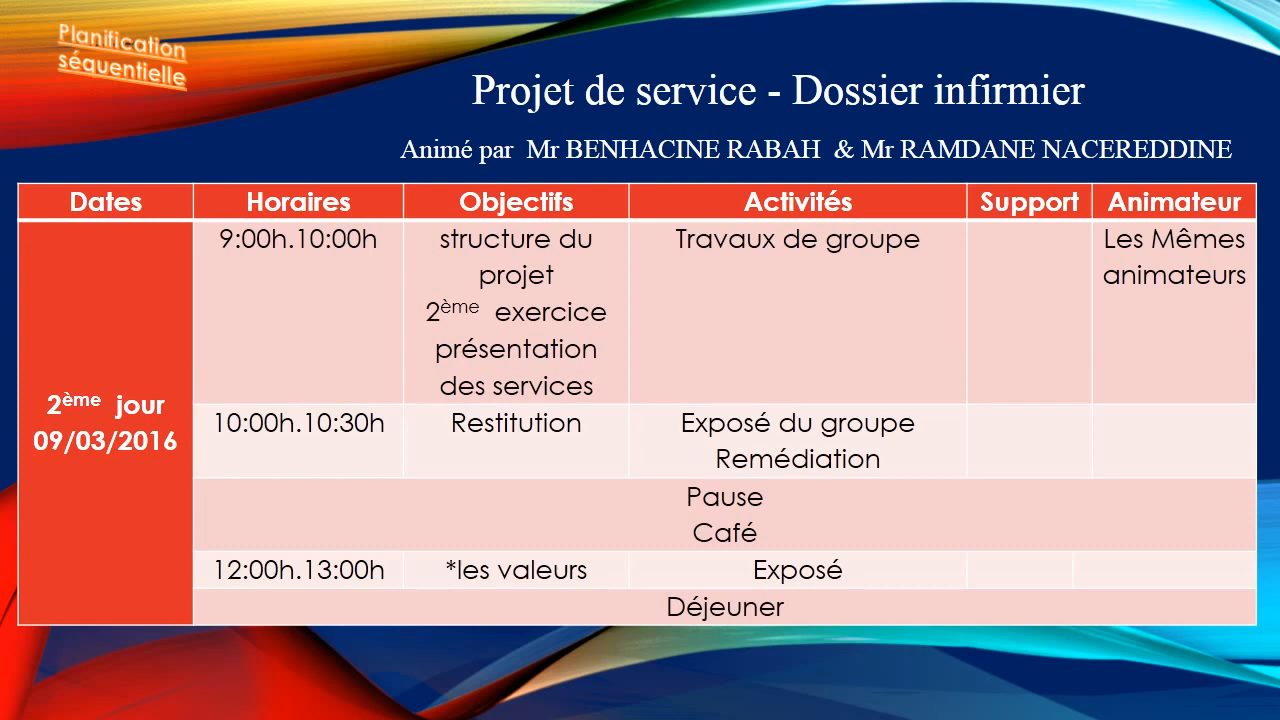 Planification
séquentielle
Projet de service - Dossier infirmier
Animé par Mr BENHACINE RABAH & Mr RAMDANE NACEREDDINE
Dates Horaires Objectifs Activités Support Animateur
2ème jour
09/03/2016
9:00h.10:00h structure du Travaux de groupe Les Mêmes
projet animateurs
2ème exercice
présentation
des services
10:00h.10:30h Restitution Exposé du groupe
Remédiation
Pause
Café
12:00h.13:00h *les valeurs Exposé
Déjeuner